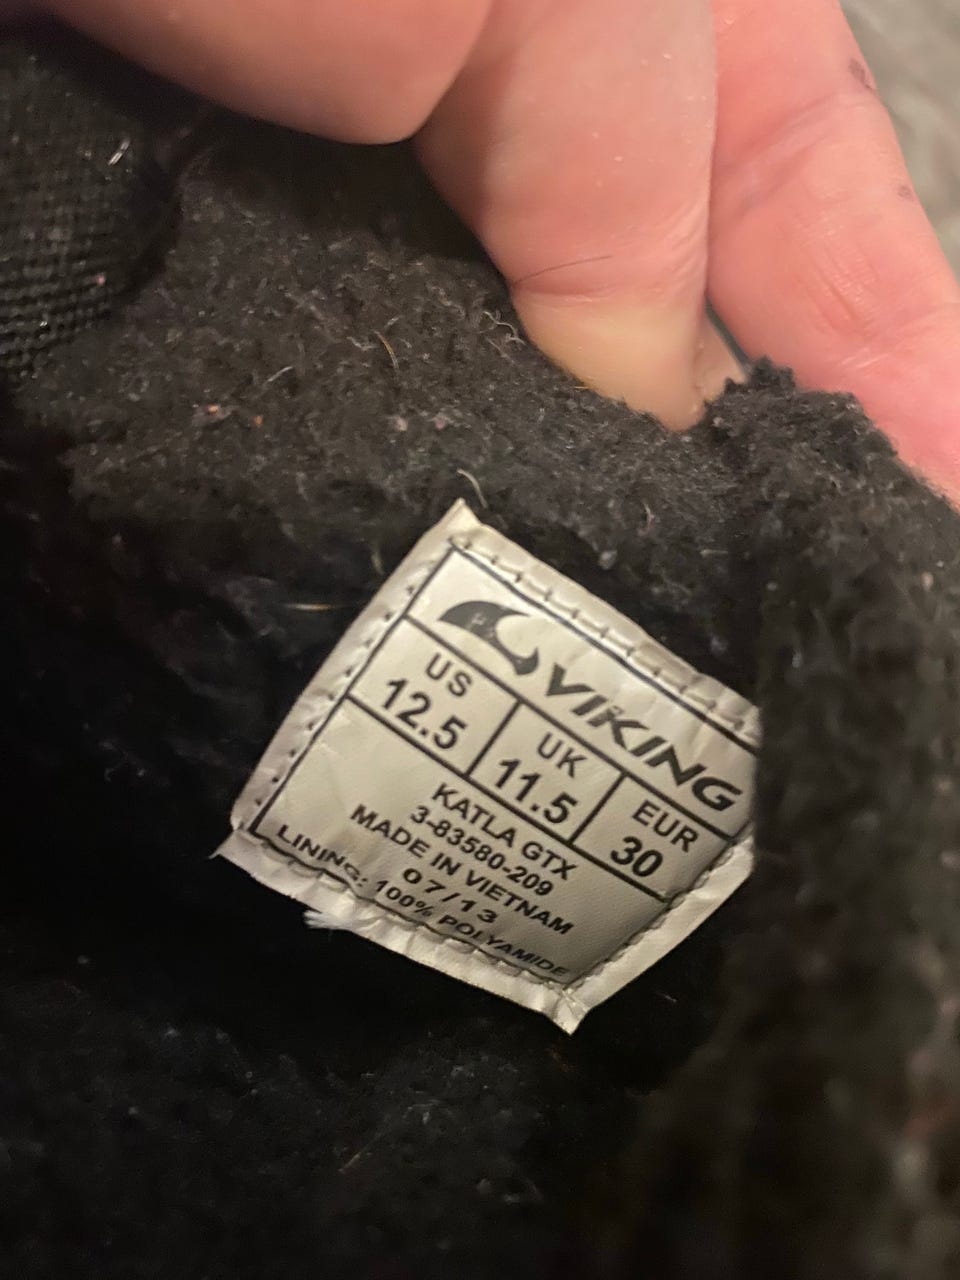 VIKING
US UK EUR
12.5 11.5 30
KATLA GTX
3-83580-209
MADE IN VIETNAM
07/13
LINING: 100% POLYAMIDE